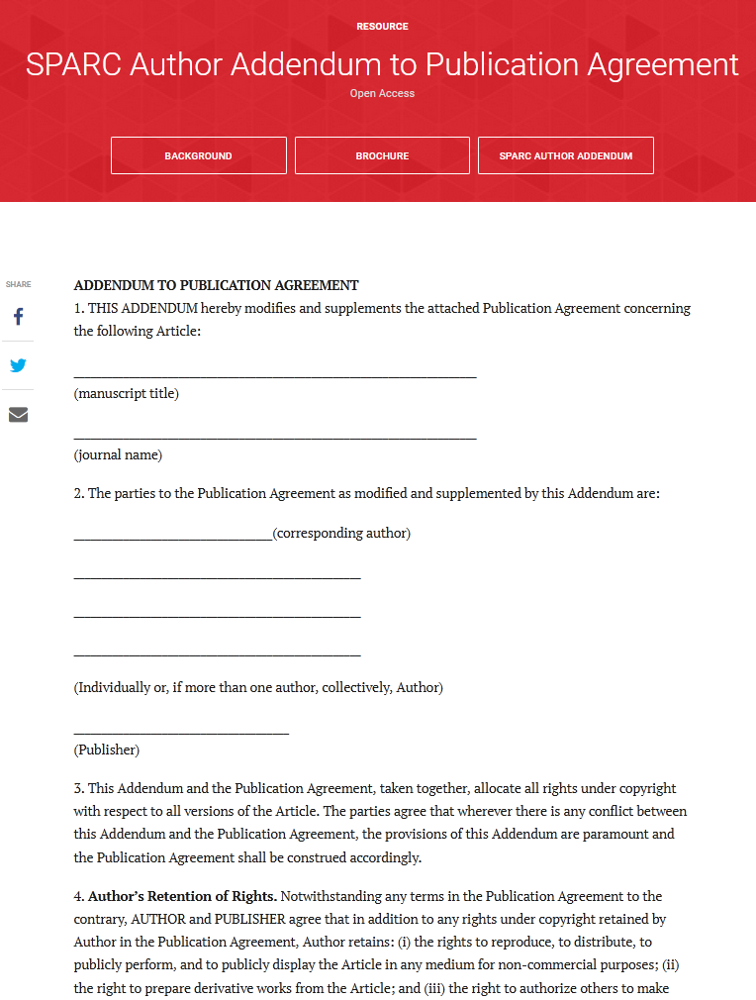 RESOURCE
SPARC Author Addendum to Publication Agreement
Open Access
BACKGROUND
BROCHURE
SPARC AUTHOR ADDENDUM
SHARE
ADDENDUM TO PUBLICATION AGREEMENT
1. THIS ADDENDUM hereby modifies and supplements the attached Publication Agreement concerning
the following Article:
(manuscript title)
(journal name)
2. The parties to the Publication Agreement as modified and supplemented by this Addendum are:
(corresponding author)
(Individually or, if more than one author, collectively, Author)
(Publisher)
3. This Addendum and the Publication Agreement, taken together, allocate all rights under copyright
with respect to all versions of the Article. The parties agree that wherever there is any conflict between
this Addendum and the Publication Agreement, the provisions of this Addendum are paramount and
the Publication Agreement shall be construed accordingly.
4. Author’s Retention of Rights. Notwithstanding any terms in the Publication Agreement to the
contrary, AUTHOR and PUBLISHER agree that in addition to any rights under copyright retained by
Author in the Publication Agreement, Author retains: (i) the rights to reproduce, to distribute, to
publicly perform, and to publicly display the Article in any medium for non-commercial purposes; (ii)
the right to prepare derivative works from the Article; and (iii) the right to authorize others to make